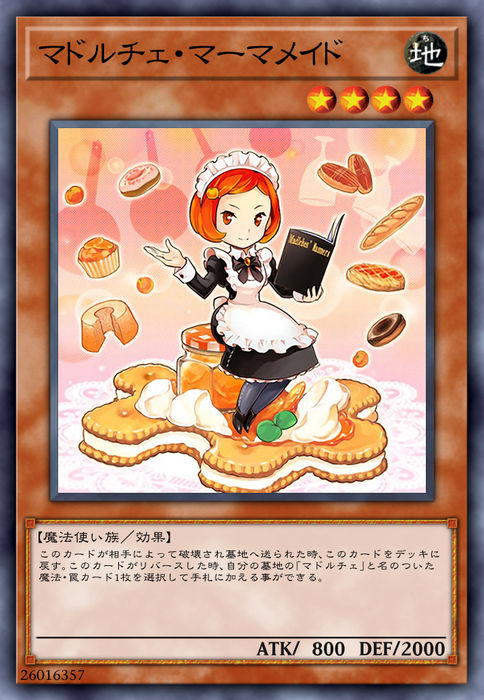 マドルチェ・マーマメイド
ち
地
Madolches' Manners
【魔法使い族／効果】
このカードが相手によって破壊され墓地へ送られた時、このカードをデッキに
戻す。このカードがリバースした時、自分の墓地の「マドルチェ」と名のついた
魔法・罠カード1枚を選択して手札に加える事ができる。
ATK/ 800 DEF/2000
26016357